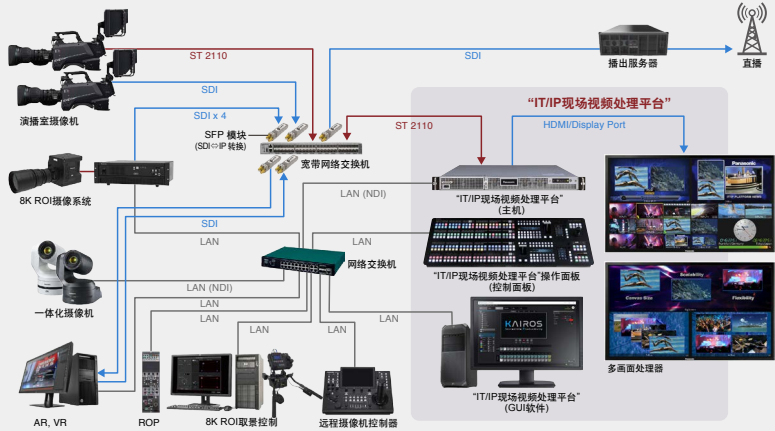 ST 2110
SDI
SDI
播出服务器
直播
SDI
演播室摄像机
SDI x 4
SFP 模块
(SDI⇔IP 转换)
宽带网络交换机
ST 2110
“IT/IP现场视频处理平台”
HDMI/Display Port
8K ROI摄像系统
LAN (NDI)
“IT/IP现场视频处理平台”
(主机)
Panasonic
SDI
LAN
LAN
网络交换机
“IT/IP现场视频处理平台”操作面板
(控制面板)
一体化摄像机
LAN (NDI)
LAN
LAN
LAN
LAN
LAN
KAIROS
“IT/IP现场视频处理平台”
(GUI软件)
Scalability
Canvas Size
Flexibility
多画面处理器
AR, VR
ROP
8K ROI取景控制
远程摄像机控制器